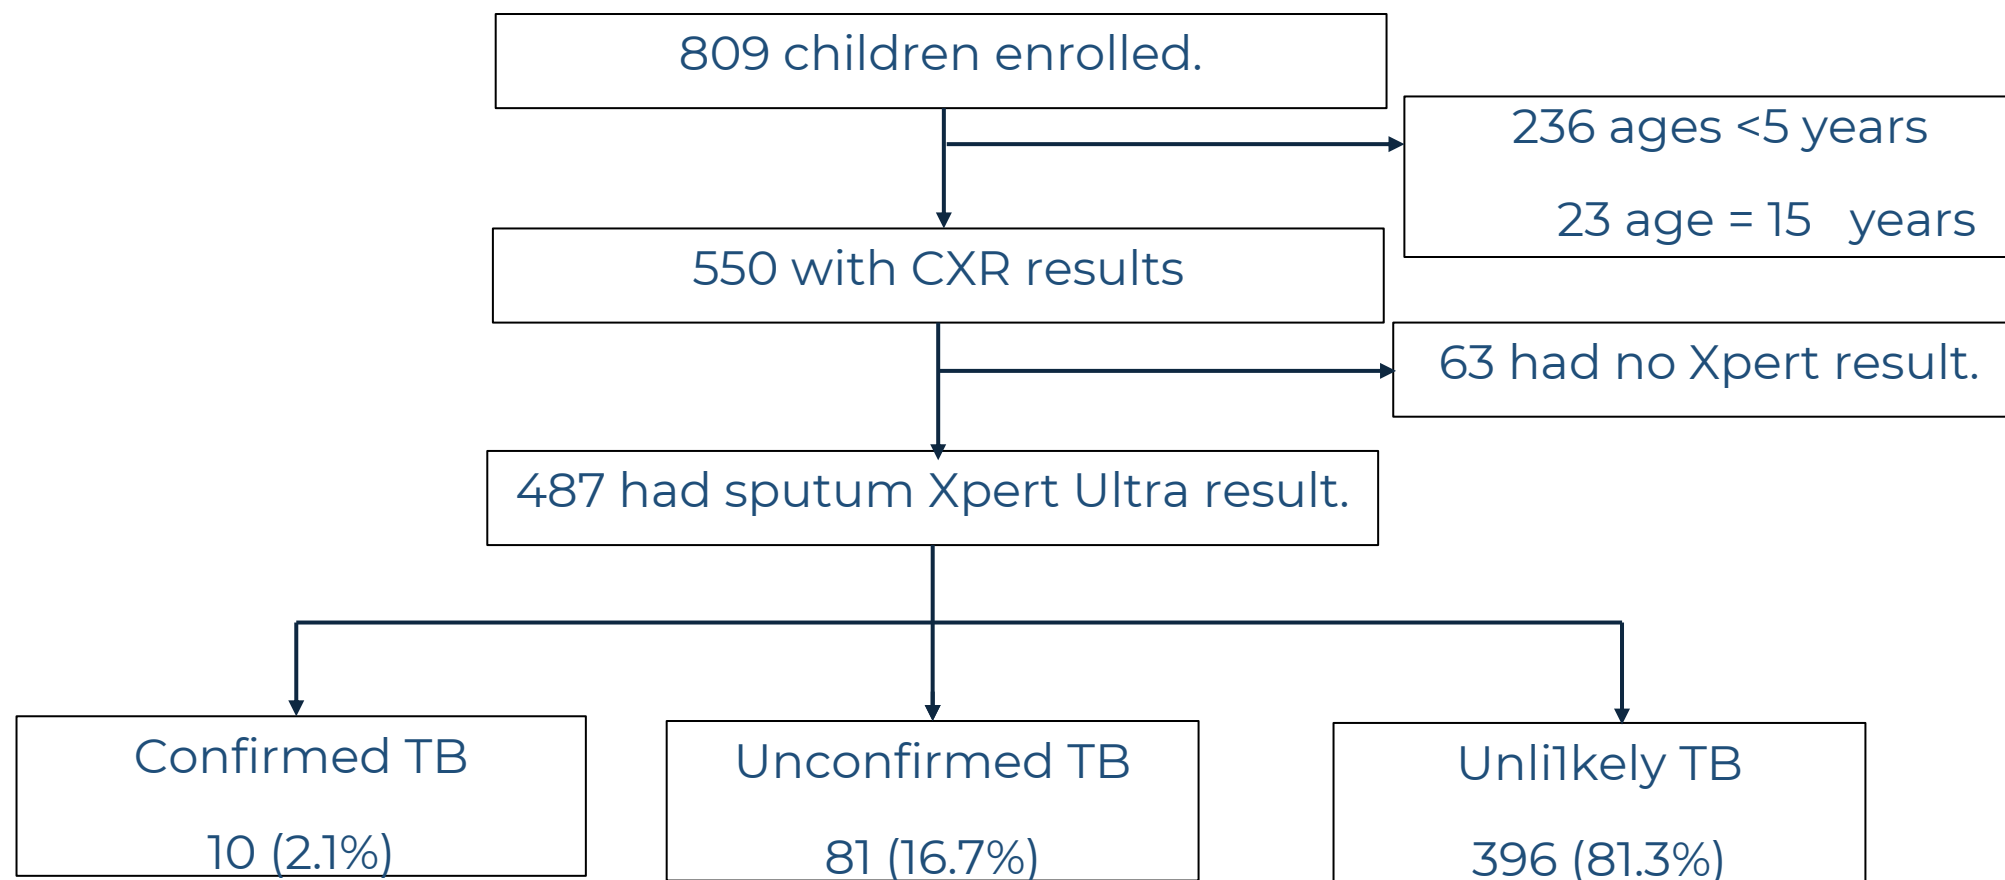 809 children enrolled.
236 ages <5 years
23 age = 15 years
550 with CXR results
63 had no Xpert result.
487 had sputum Xpert Ultra result.
Confirmed TB
10 (2.1%)
Unconfirmed TB
81 (16.7%)
Unli1kely TB
396 (81.3%)